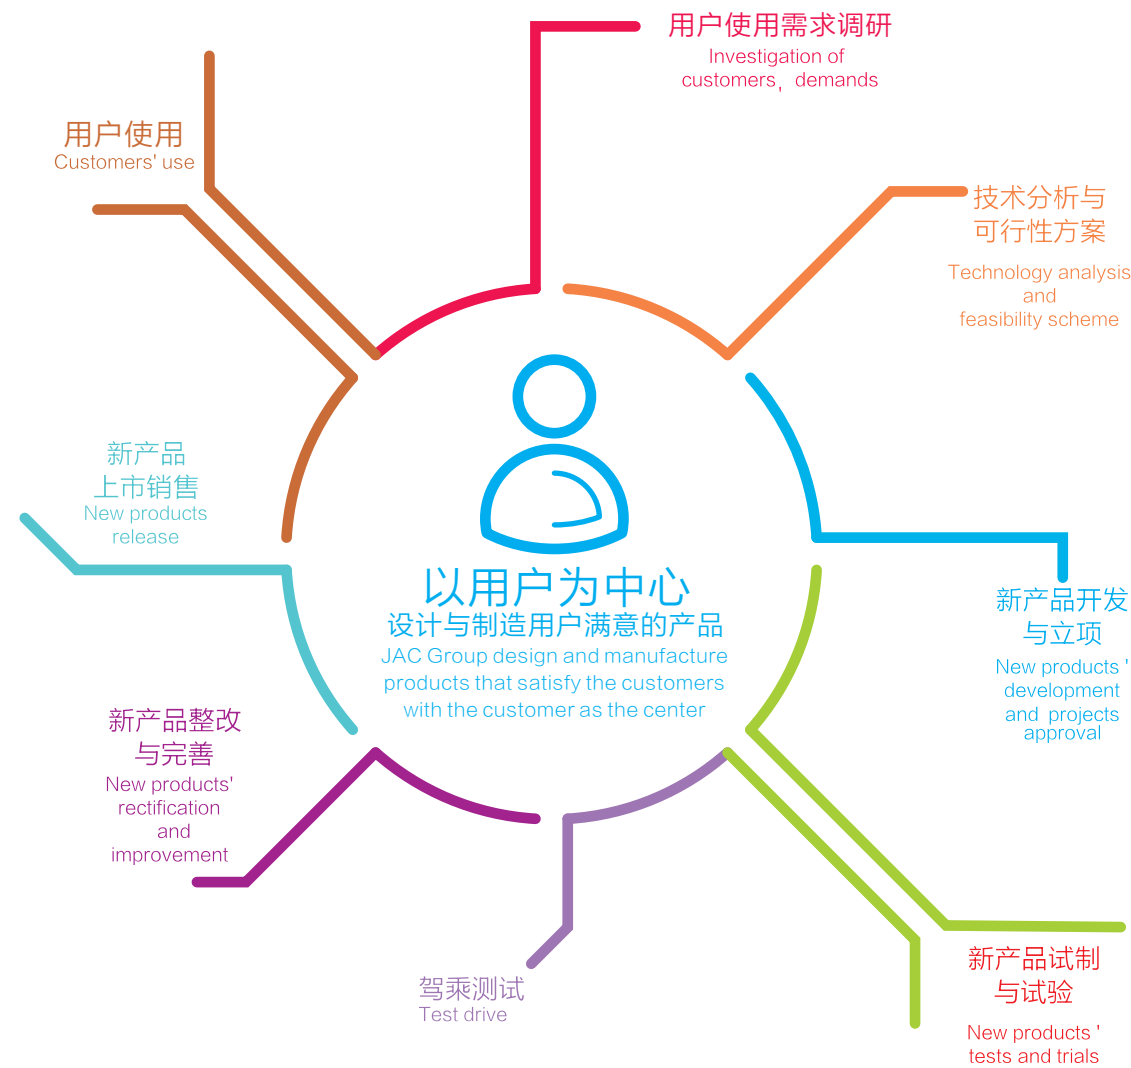 用户使用需求调研
Investigation of
customers, demands
用户使用
Customers' use
技术分析与
可行性方案
Technology analysis
and
feasibility scheme
新产品
上市销售
New products
release
以用户为中心
设计与制造用户满意的产品
JAC Group design and manufacture
products that satisfy the customers
with the customer as the center
新产品开发
与立项
New products '
development
and projects
approval
新产品整改
与完善
New products'
rectification
and
improvement
驾乘测试
Test drive
新产品试制
与试验
New products '
tests and trials